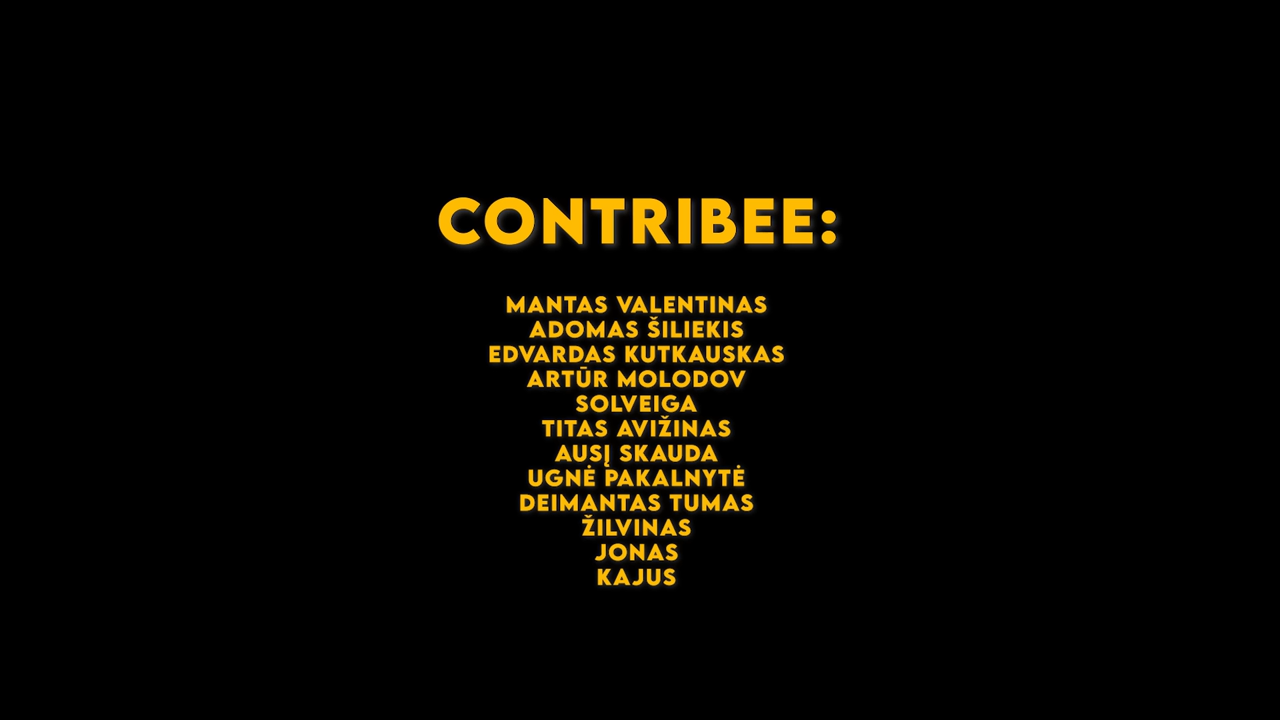 CONTRIBEE:
MANTAS VALENTINAS
ADOMAS ŠILIEKIS
EDVARDAS KUTKAUSKAS
ARTŪR MOLODOV
SOLVEIGA
TITAS AVIŽINAS
AUSĮ SKAUDA
UGNĖ PAKALNYTĖ
DEIMANTAS TUMAS
ŽILVINAS
JONAS
KAJUS